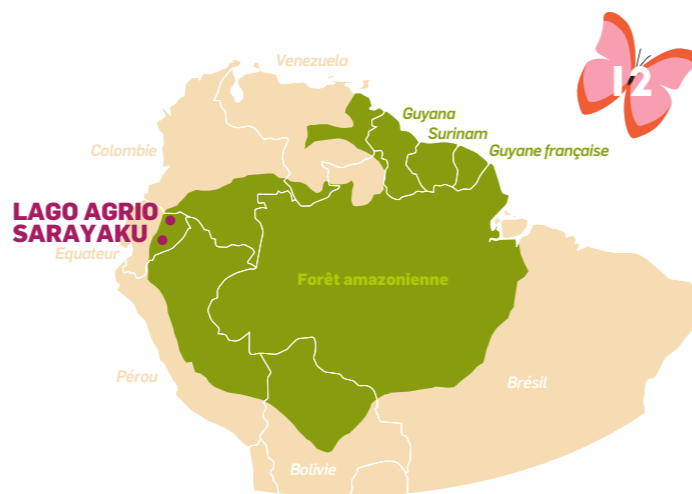 Venezuela
12
Guyana
Surinam
Colombie
Guyane française
LAGO AGRIO
SARAYAKU
Equateur
Forêt amazonienne
Pérou
Brésil
Bolivie